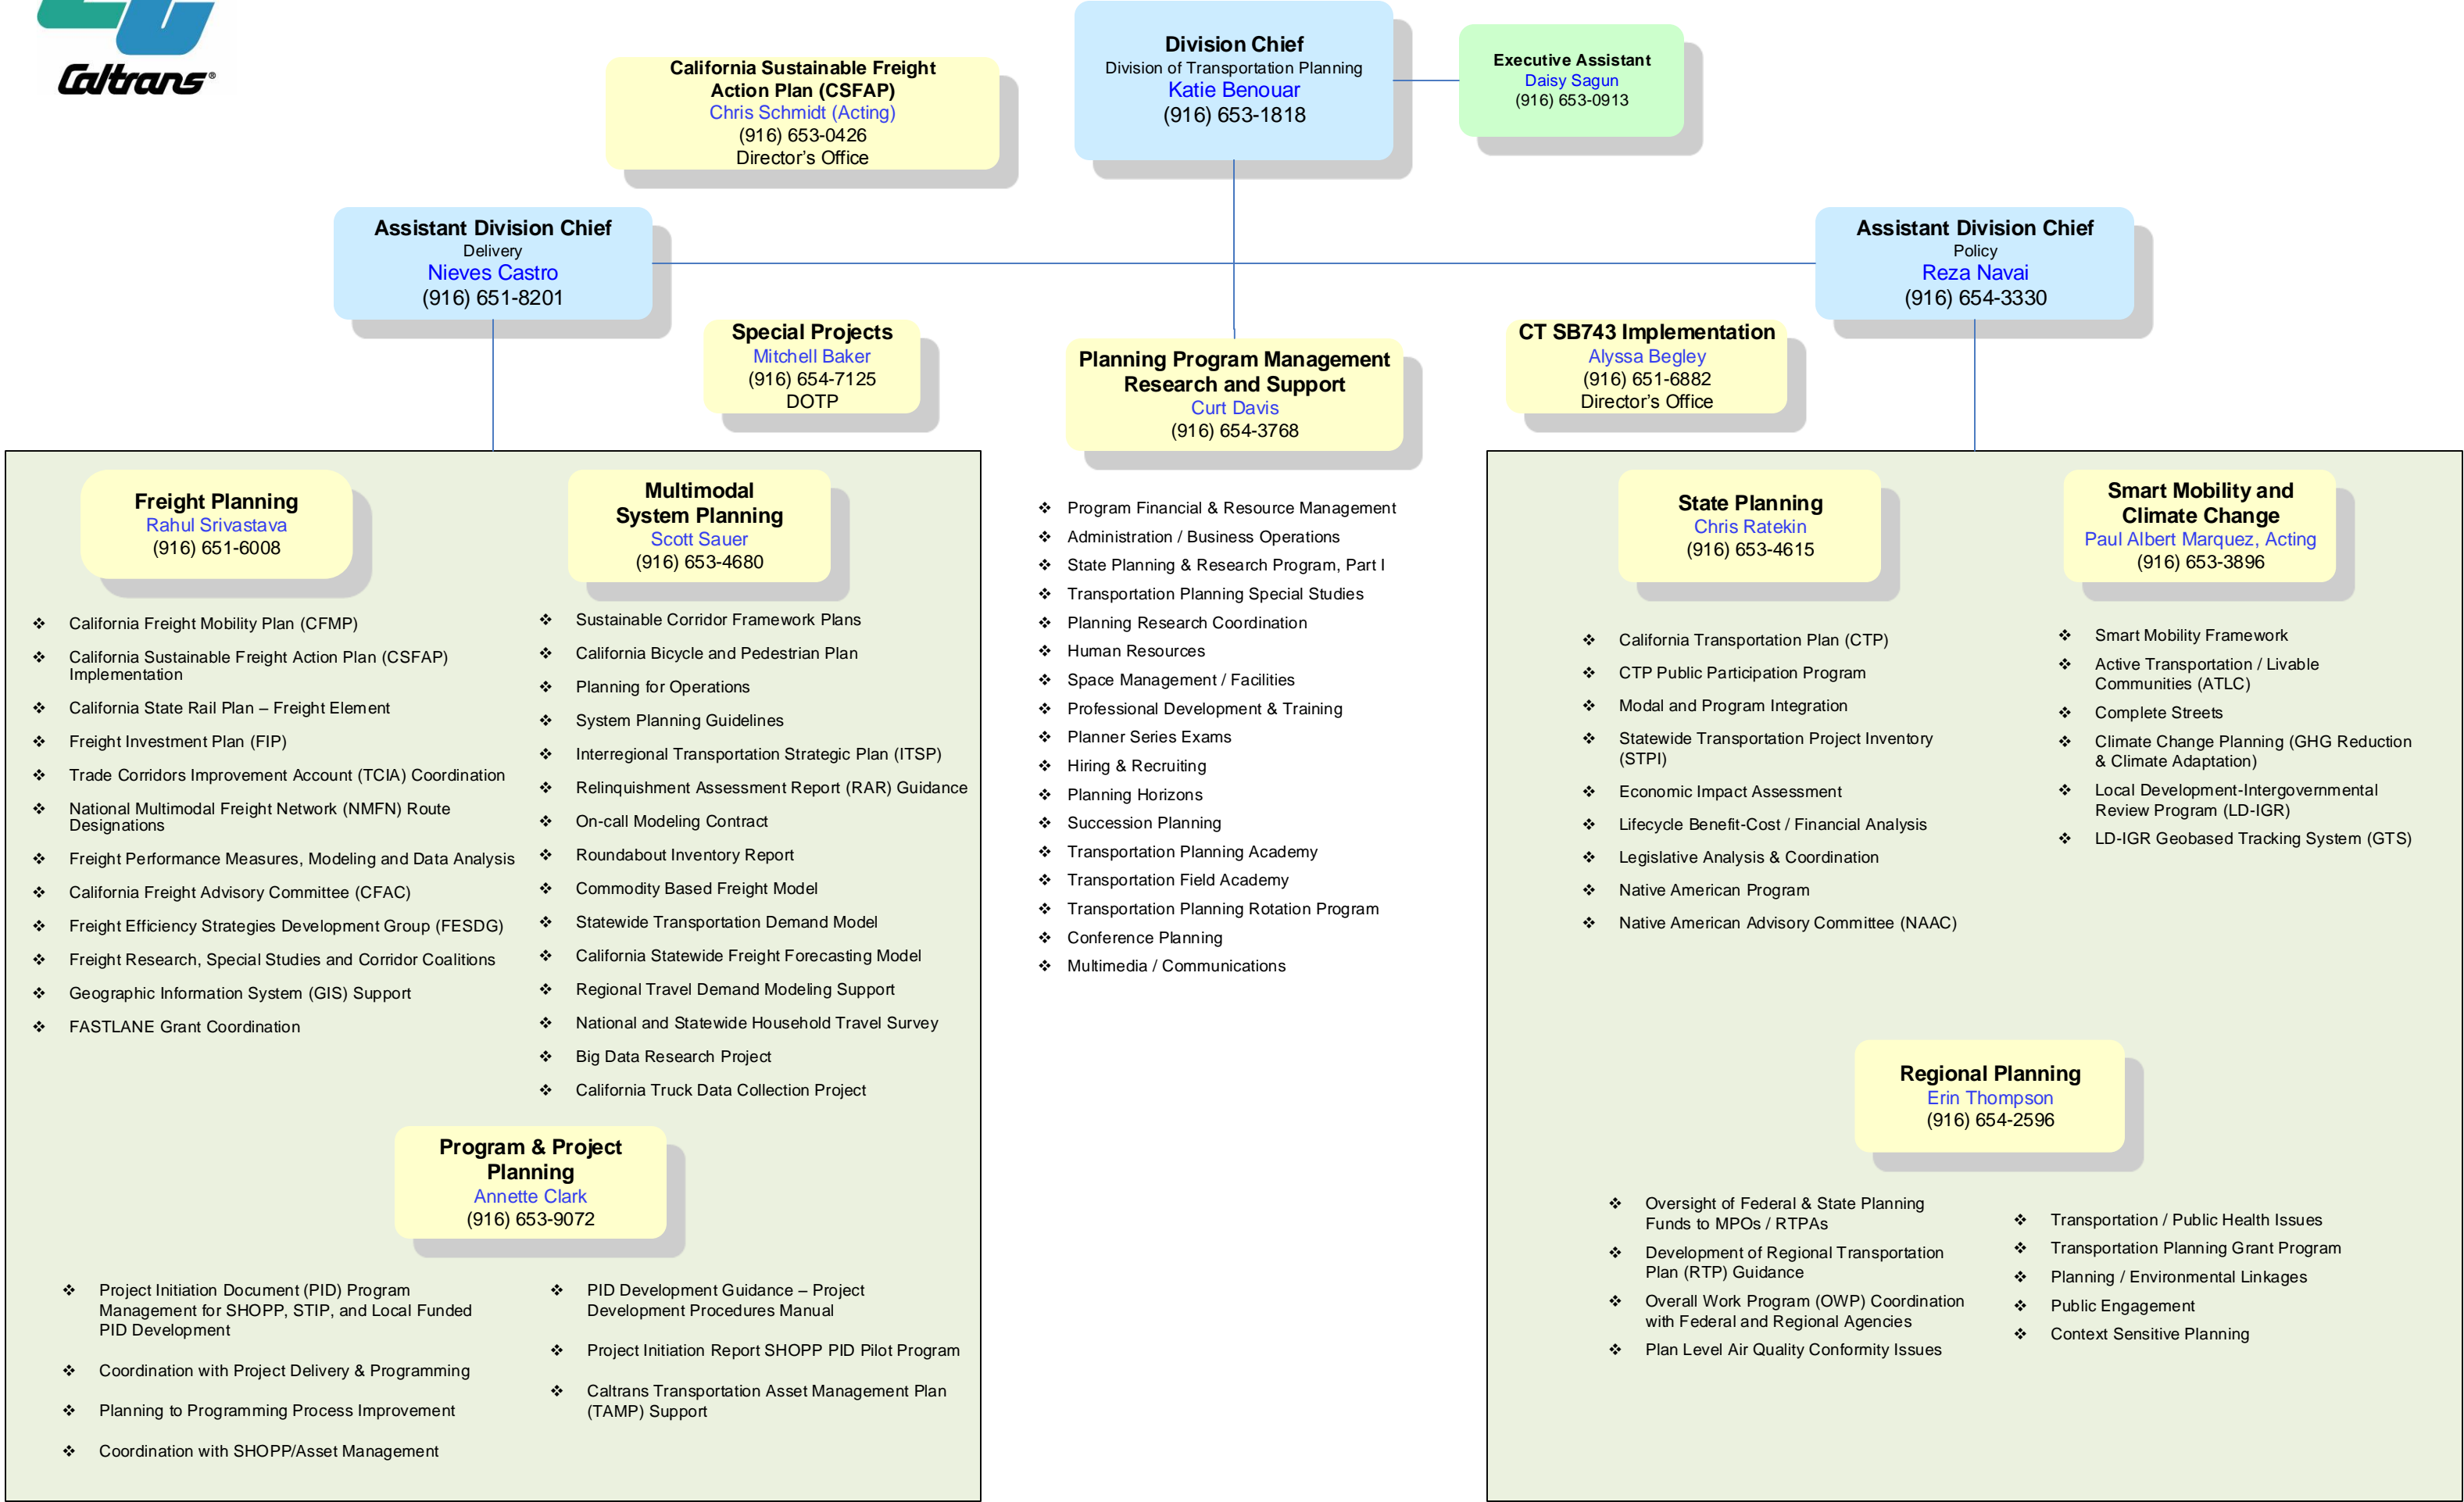 Caltrans®
California Sustainable Freight
Action Plan (CSFAP)
Chris Schmidt (Acting)
(916) 653-0426
Director's Office
Division Chief
Division of Transportation Planning
Katie Benouar
(916) 653-1818
Executive Assistant
Daisy Sagun
(916) 653-0913
Assistant Division Chief
Delivery
Nieves Castro
(916) 651-8201
Assistant Division Chief
Policy
Reza Navai
(916) 654-3330
Special Projects
Mitchell Baker
(916) 654-7125
DOTP
Planning Program Management
Research and Support
Curt Davis
(916) 654-3768
CT SB743 Implementation
Alyssa Begley
(916) 651-6882
Director's Office
Freight Planning
Rahul Srivastava
(916) 651-6008
❖ California Freight Mobility Plan (CFMP)
❖ California Sustainable Freight Action Plan (CSFAP)
Implementation
❖ California State Rail Plan – Freight Element
❖ Freight Investment Plan (FIP)
❖ Trade Corridors Improvement Account (TCIA) Coordination
❖ National Multimodal Freight Network (NMFN) Route
Designations
❖ Freight Performance Measures, Modeling and Data Analysis
❖ California Freight Advisory Committee (CFAC)
❖ Freight Efficiency Strategies Development Group (FESDG)
❖ Freight Research, Special Studies and Corridor Coalitions
❖ Geographic Information System (GIS) Support
❖ FASTLANE Grant Coordination
Multimodal
System Planning
Scott Sauer
(916) 653-4680
❖ Sustainable Corridor Framework Plans
❖ California Bicycle and Pedestrian Plan
❖ Planning for Operations
❖ System Planning Guidelines
❖ Interregional Transportation Strategic Plan (ITSP)
❖ Relinquishment Assessment Report (RAR) Guidance
❖ On-call Modeling Contract
❖ Roundabout Inventory Report
❖ Commodity Based Freight Model
❖ Statewide Transportation Demand Model
❖ California Statewide Freight Forecasting Model
❖ Regional Travel Demand Modeling Support
❖ National and Statewide Household Travel Survey
❖ Big Data Research Project
❖ California Truck Data Collection Project
Program & Project
Planning
Annette Clark
(916) 653-9072
❖ Project Initiation Document (PID) Program
Management for SHOPP, STIP, and Local Funded
PID Development
❖ Coordination with Project Delivery & Programming
❖ Planning to Programming Process Improvement
❖ Coordination with SHOPP/Asset Management
❖ PID Development Guidance – Project
Development Procedures Manual
❖ Project Initiation Report SHOPP PID Pilot Program
❖ Caltrans Transportation Asset Management Plan
(TAMP) Support
❖ Program Financial & Resource Management
❖ Administration / Business Operations
❖ State Planning & Research Program, Part I
❖ Transportation Planning Special Studies
❖ Planning Research Coordination
❖ Human Resources
❖ Space Management / Facilities
❖ Professional Development & Training
❖ Planner Series Exams
❖ Hiring & Recruiting
❖ Planning Horizons
❖ Succession Planning
❖ Transportation Planning Academy
❖ Transportation Field Academy
❖ Transportation Planning Rotation Program
❖ Conference Planning
❖ Multimedia / Communications
State Planning
Chris Ratekin
(916) 653-4615
❖ California Transportation Plan (CTP)
❖ CTP Public Participation Program
❖ Modal and Program Integration
❖ Statewide Transportation Project Inventory
(STPI)
❖ Economic Impact Assessment
❖ Lifecycle Benefit-Cost / Financial Analysis
❖ Legislative Analysis & Coordination
❖ Native American Program
❖ Native American Advisory Committee (NAAC)
Smart Mobility and
Climate Change
Paul Albert Marquez, Acting
(916) 653-3896
❖ Smart Mobility Framework
❖ Active Transportation / Livable
Communities (ATLC)
❖ Complete Streets
❖ Climate Change Planning (GHG Reduction
& Climate Adaptation)
❖ Local Development-Intergovernmental
Review Program (LD-IGR)
❖ LD-IGR Geobased Tracking System (GTS)
Regional Planning
Erin Thompson
(916) 654-2596
❖ Oversight of Federal & State Planning
Funds to MPOs / RTPAs
❖ Development of Regional Transportation
Plan (RTP) Guidance
❖ Overall Work Program (OWP) Coordination
with Federal and Regional Agencies
❖ Plan Level Air Quality Conformity Issues
❖ Transportation / Public Health Issues
❖ Transportation Planning Grant Program
❖ Planning / Environmental Linkages
❖ Public Engagement
❖ Context Sensitive Planning